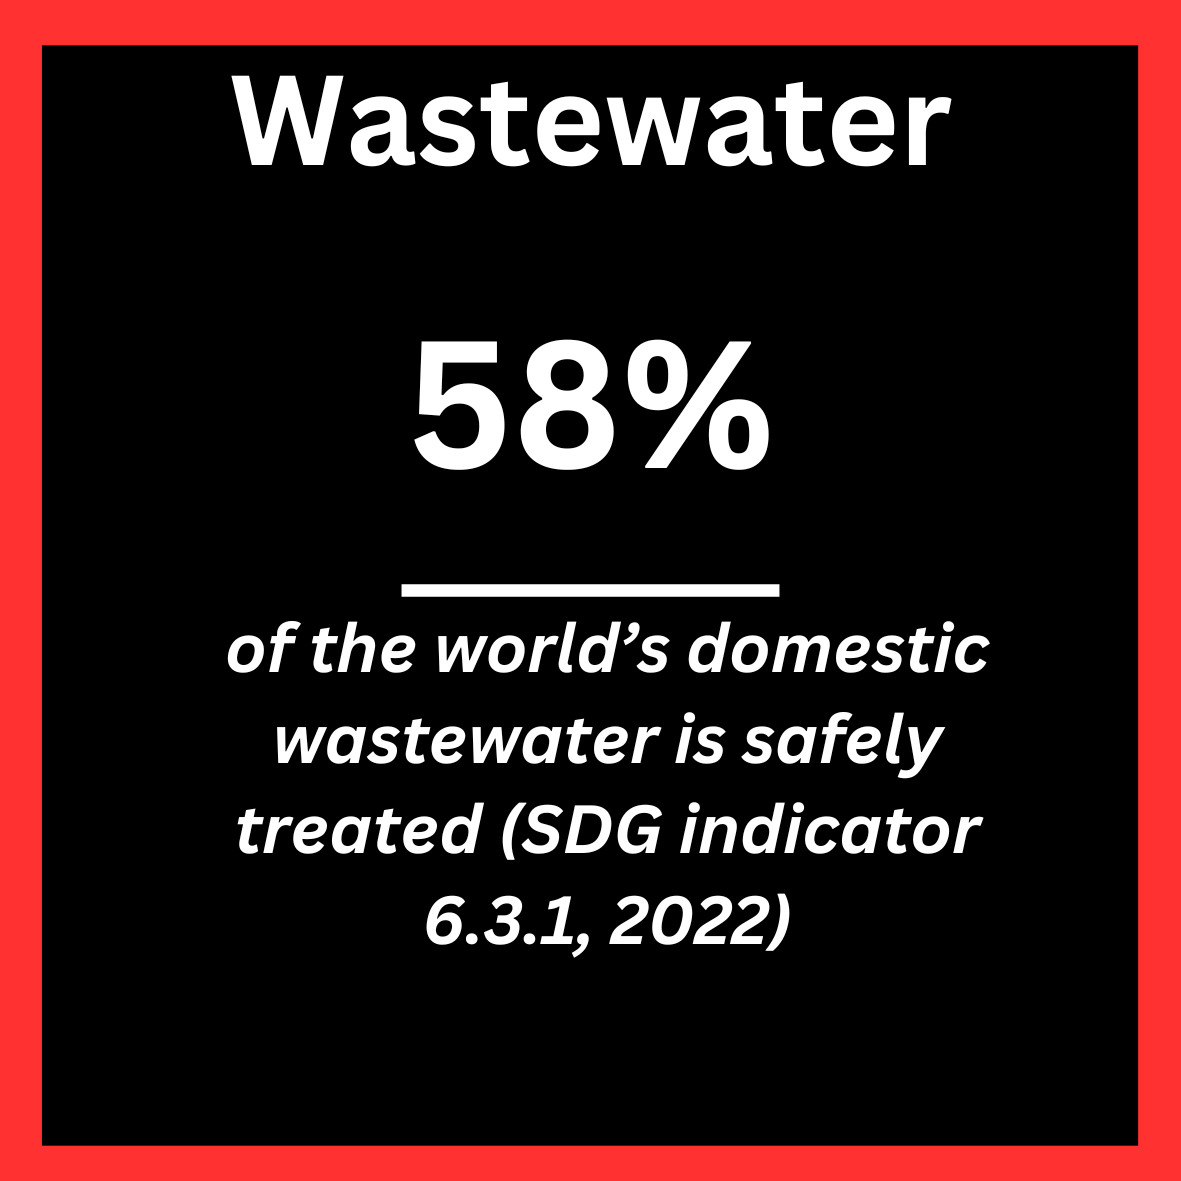 Wastewater
58%
of the world’s domestic
wastewater is safely
treated (SDG indicator
6.3.1, 2022)